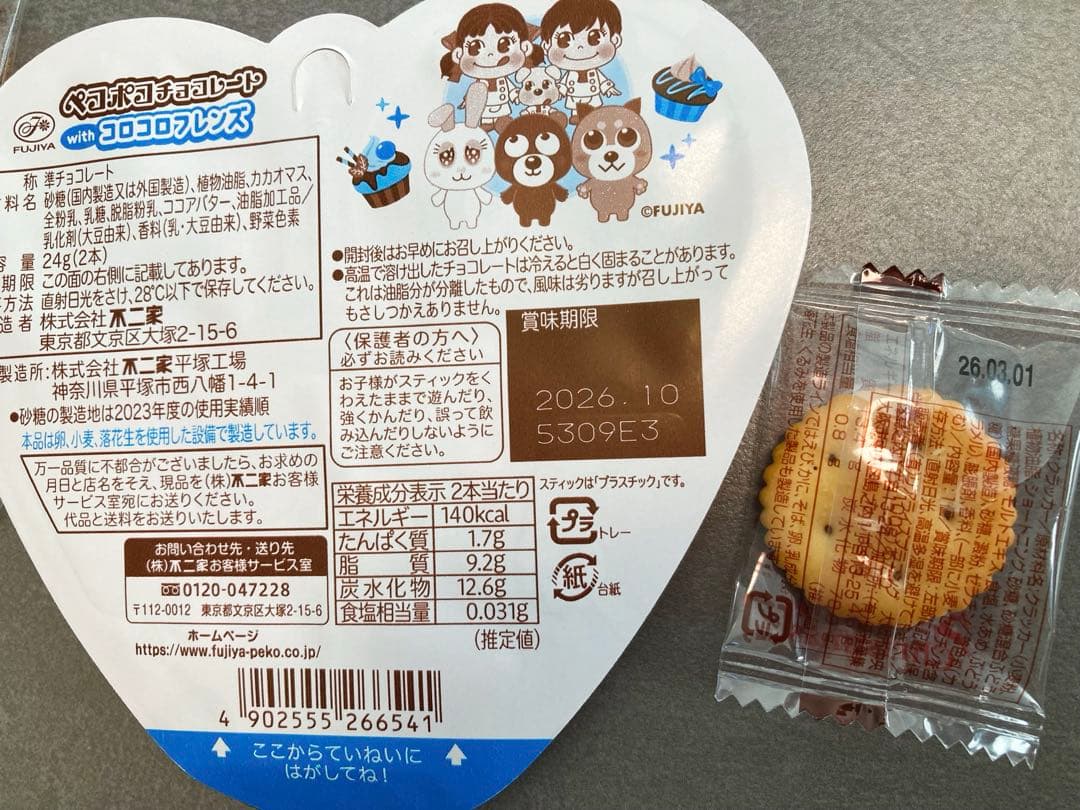 ペコポコチョコレート
with コロコロフレンズ
FUJIYA
©FUJIYA
称 準チョコレート
料名 砂糖(国内製造又は外国製造)、植物油脂、カカオマス、
全粉乳、乳糖、脱脂粉乳、ココアバター、油脂加工品/
乳化剤(大豆由来)、香料(乳・大豆由来)、野菜色素
容量 24g(2本)
期限 この面の右側に記載してあります。
方法 直射日光をさけ、28℃以下で保存してください。
造者 株式会社 不二家
東京都文京区大塚2-15-6
製造所:株式会社 不二家 平塚工場
神奈川県平塚市西八幡1-4-1
●砂糖の製造地は2023年度の使用実績順
本品は卵、小麦、落花生を使用した設備で製造しています。
万一品質に不都合がございましたら、お求めの
月日と店名をそえ、現品を(株)不二家お客様
サービス室宛にお送りください。
代品と送料をお送りいたします。
お問い合わせ先・送り先
(株)不二家お客様サービス室
0120-047228
〒112-0012 東京都文京区大塚2-15-6
ホームページ
https://www.fujiya-peko.co.jp/
4 902555 266541
ここからていねいに
はがしてね!
●開封後はお早めにお召し上がりください。
●高温で溶け出したチョコレートは冷えると白く固まることがあります。
これは油脂分が分離したもので、風味は劣りますが召し上がって
もさしつかえありません。
〈保護者の方へ〉
必ずお読みください
お子様がスティックをく
わえたままで遊んだり、
強くかんだり、誤って飲
み込んだりしないように
ご注意ください。
賞味期限
2026.10
5309E3
栄養成分表示 2本当たり
エネルギー 140kcal
たんぱく質 1.7g
脂質 9.2g
炭水化物 12.6g
食塩相当量 0.031g
(推定値)
スティックは「プラスチック」です。
プラ トレー
紙 台紙
26.03.01
プラ